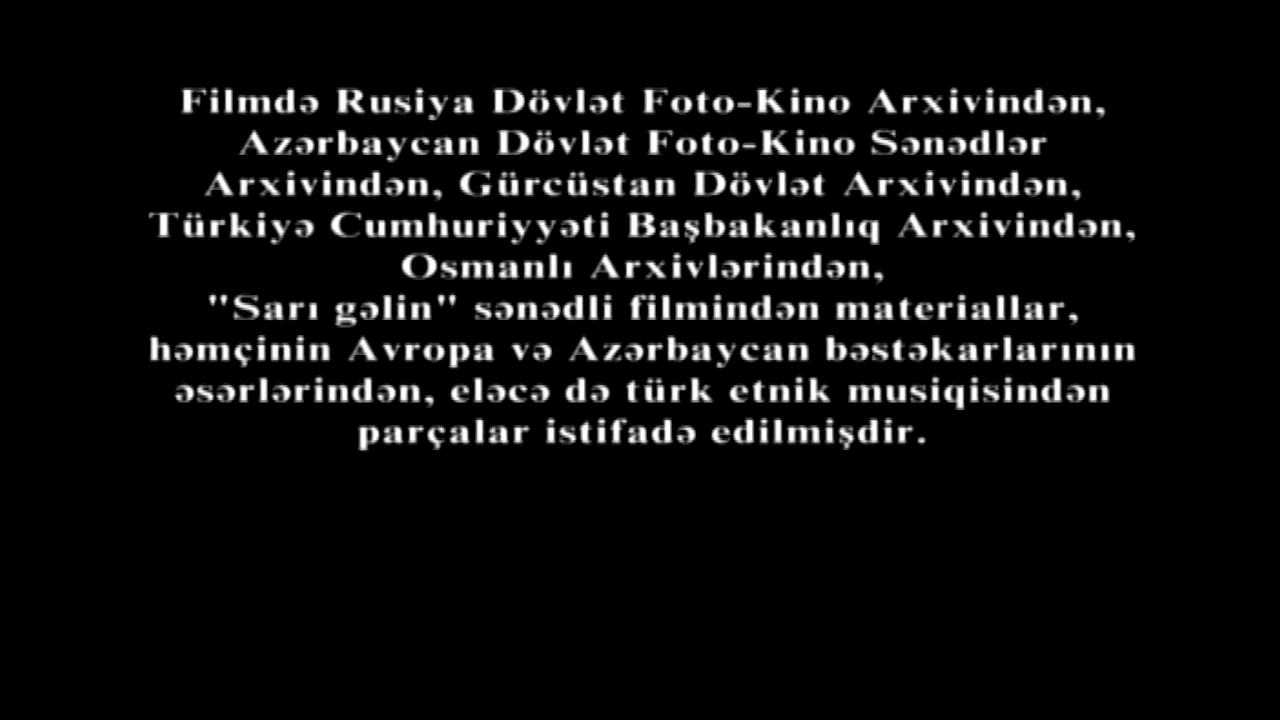 Filmdə Rusiya Dövlət Foto-Kino Arxivindən,
Azərbaycan Dövlət Foto-Kino Sənədlər
Arxivindən, Gürcüstan Dövlət Arxivindən,
Türkiyə Cumhuriyyəti Başbakanlıq Arxivindən,
Osmanlı Arxivlərindən,
"Sarı gəlin" sənədli filmindən materiallar,
həmçinin Avropa və Azərbaycan bəstəkarlarının
əsərlərindən, eləcə də türk etnik musiqisindən
parçalar istifadə edilmişdir.